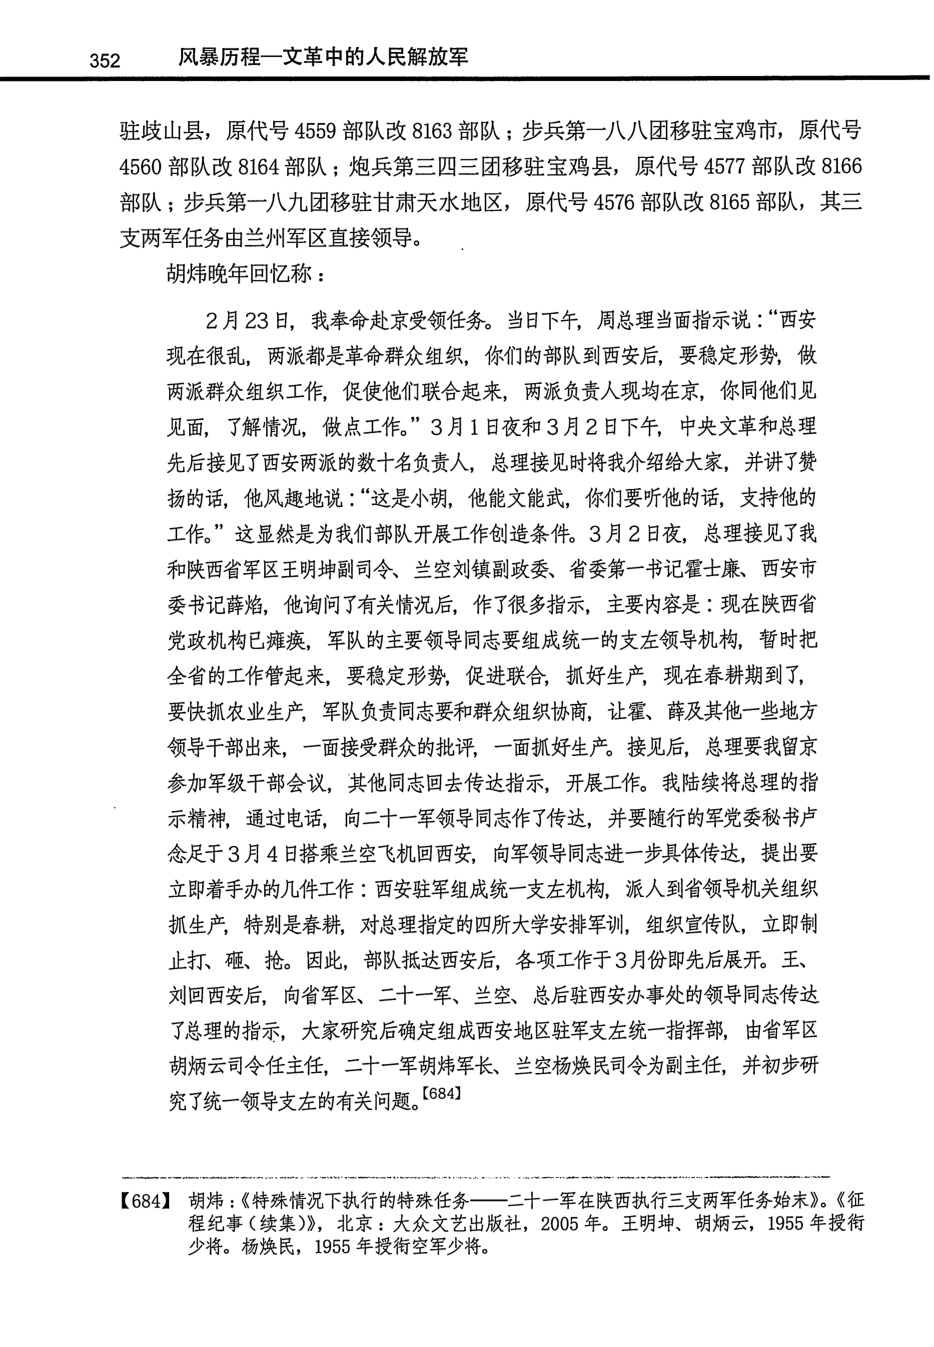 352 风暴历程—文革中的人民解放军
驻歧山县，原代号 4559 部队改 8163 部队；步兵第一八八团移驻宝鸡市，原代号
4560 部队改 8164 部队；炮兵第三四三团移驻宝鸡县，原代号 4577 部队改 8166
部队；步兵第一八九团移驻甘肃天水地区，原代号 4576 部队改 8165 部队，其三
支两军任务由兰州军区直接领导。
胡炜晚年回忆称：
2 月 23 日，我奉命赴京受领任务。当日下午，周总理当面指示说：“西安
现在很乱，两派都是革命群众组织，你们的部队到西安后，要稳定形势，做
两派群众组织工作，促使他们联合起来，两派负责人现均在京，你同他们见
见面，了解情况，做点工作。”3 月 1 日夜和 3 月 2 日下午，中央文革和总理
先后接见了西安两派的数十名负责人，总理接见时将我介绍给大家，并讲了赞
扬的话，他风趣地说：“这是小胡，他能文能武，你们要听他的话，支持他的
工作。”这显然是为我们部队开展工作创造条件。3 月 2 日夜，总理接见了我
和陕西省军区王明坤副司令、兰空刘镇副政委、省委第一书记霍士廉、西安市
委书记薛焰，他询问了有关情况后，作了很多指示，主要内容是：现在陕西省
党政机构已瘫痪，军队的主要领导同志要组成统一的支左领导机构，暂时把
全省的工作管起来，要稳定形势，促进联合，抓好生产，现在春耕期到了，
要快抓农业生产，军队负责同志要和群众组织协商，让霍、薛及其他一些地方
领导干部出来，一面接受群众的批评，一面抓好生产。接见后，总理要我留京
参加军级干部会议，其他同志回去传达指示，开展工作。我陆续将总理的指
示精神，通过电话，向二十一军领导同志作了传达，并要随行的军党委秘书卢
念足于 3 月 4 日搭乘兰空飞机回西安，向军领导同志进一步具体传达，提出要
立即着手办的几件工作：西安驻军组成统一支左机构，派人到省领导机关组织
抓生产，特别是春耕，对总理指定的四所大学安排军训，组织宣传队，立即制
止打、砸、抢。因此，部队抵达西安后，各项工作于 3 月份即先后展开。王、
刘回西安后，向省军区、二十一军、兰空、总后驻西安办事处的领导同志传达
了总理的指示，大家研究后确定组成西安地区驻军支左统一指挥部，由省军区
胡炳云司令任主任，二十一军胡炜军长、兰空杨焕民司令为副主任，并初步研
究了统一领导支左的有关问题。【684】
【684】 胡炜：《特殊情况下执行的特殊任务——二十一军在陕西执行三支两军任务始末》。《征
程纪事（续集）》，北京：大众文艺出版社，2005 年。王明坤、胡炳云，1955 年授衔
少将。杨焕民，1955 年授衔空军少将。